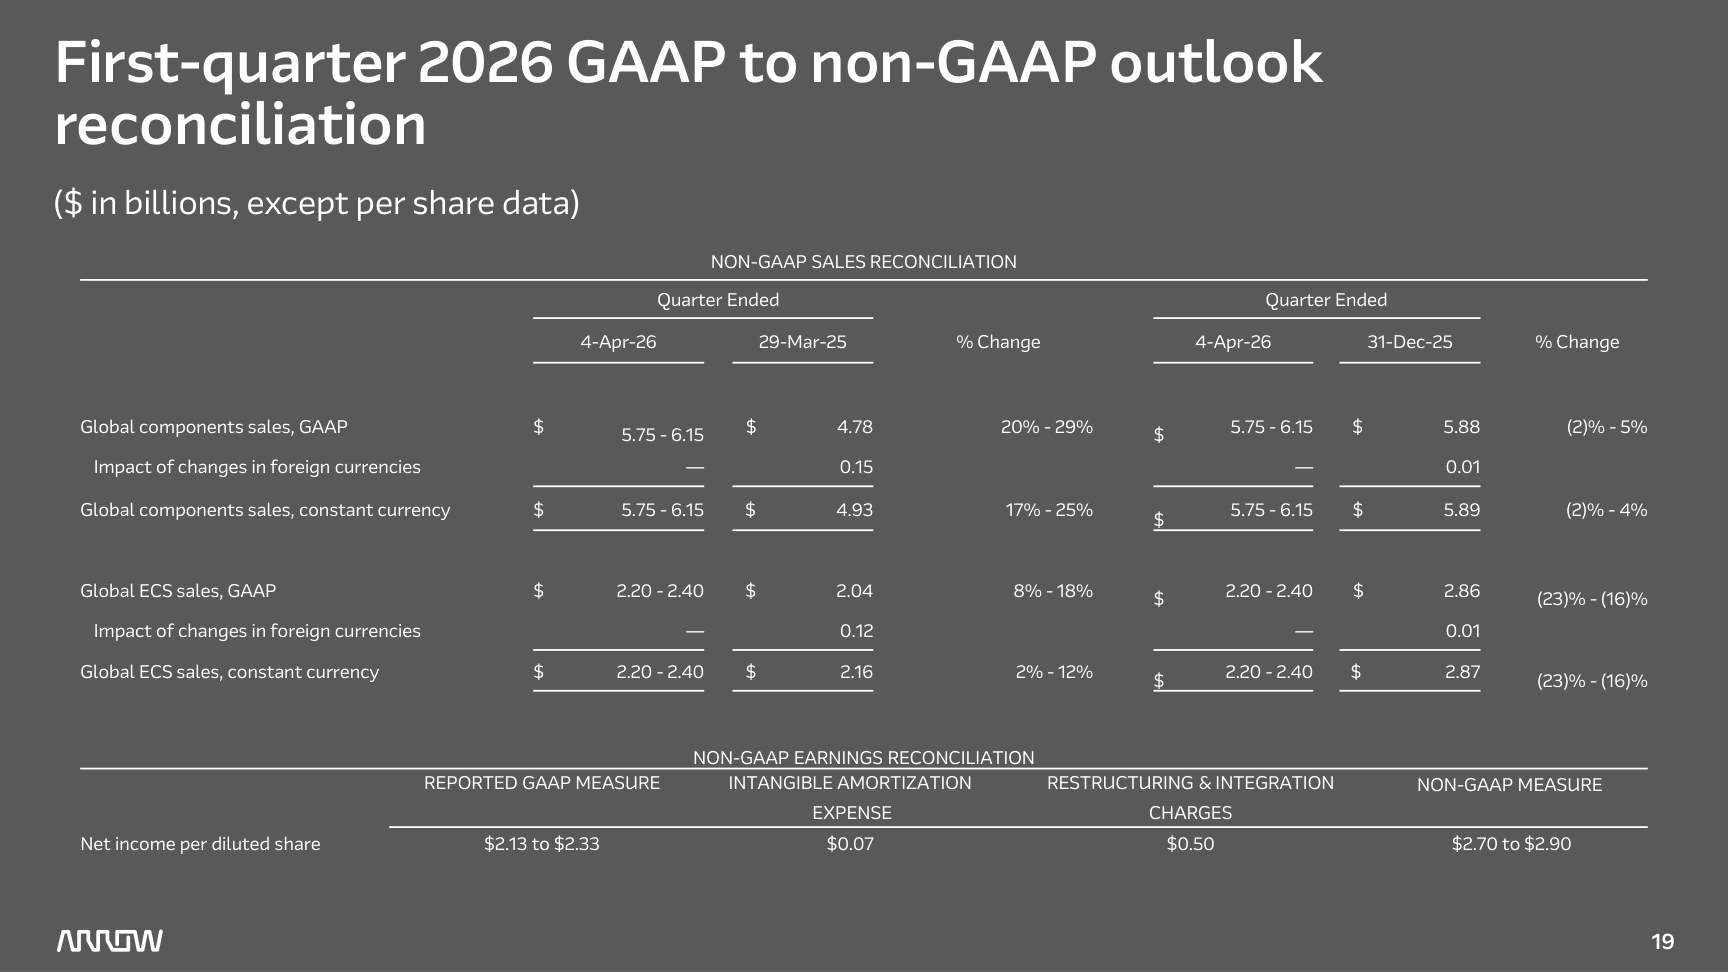 First-quarter 2026 GAAP to non-GAAP outlook
reconciliation
($ in billions, except per share data)
NON-GAAP SALES RECONCILIATION
Quarter Ended Quarter Ended
4-Apr-26 29-Mar-25 % Change 4-Apr-26 31-Dec-25 % Change
Global components sales, GAAP $ 5.75 - 6.15 $ 4.78 20% - 29% $ 5.75 - 6.15 $ 5.88 (2)% - 5%
Impact of changes in foreign currencies — 0.15 — 0.01
Global components sales, constant currency $ 5.75 - 6.15 $ 4.93 17% - 25% $ 5.75 - 6.15 $ 5.89 (2)% - 4%
Global ECS sales, GAAP $ 2.20 - 2.40 $ 2.04 8% - 18% $ 2.20 - 2.40 $ 2.86 (23)% - (16)%
Impact of changes in foreign currencies — 0.12 — 0.01
Global ECS sales, constant currency $ 2.20 - 2.40 $ 2.16 2% - 12% $ 2.20 - 2.40 $ 2.87 (23)% - (16)%
NON-GAAP EARNINGS RECONCILIATION
REPORTED GAAP MEASURE INTANGIBLE AMORTIZATION RESTRUCTURING & INTEGRATION NON-GAAP MEASURE
EXPENSE CHARGES
Net income per diluted share $2.13 to $2.33 $0.07 $0.50 $2.70 to $2.90
ARROW 19